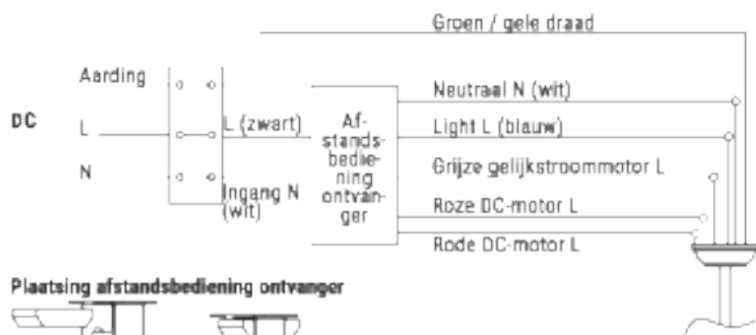 Groen / gele draad
Aarding
DC
L
N
L (zwart)
Ingang N
(wit)
Af-
stands-
bedie-
ning
ontvan-
ger
Neutraal N (wit)
Light L (blauw)
Grijze gelijkstroommotor L
Roze DC-motor L
Rode DC-motor L
Plaatsing afstandsbediening ontvanger